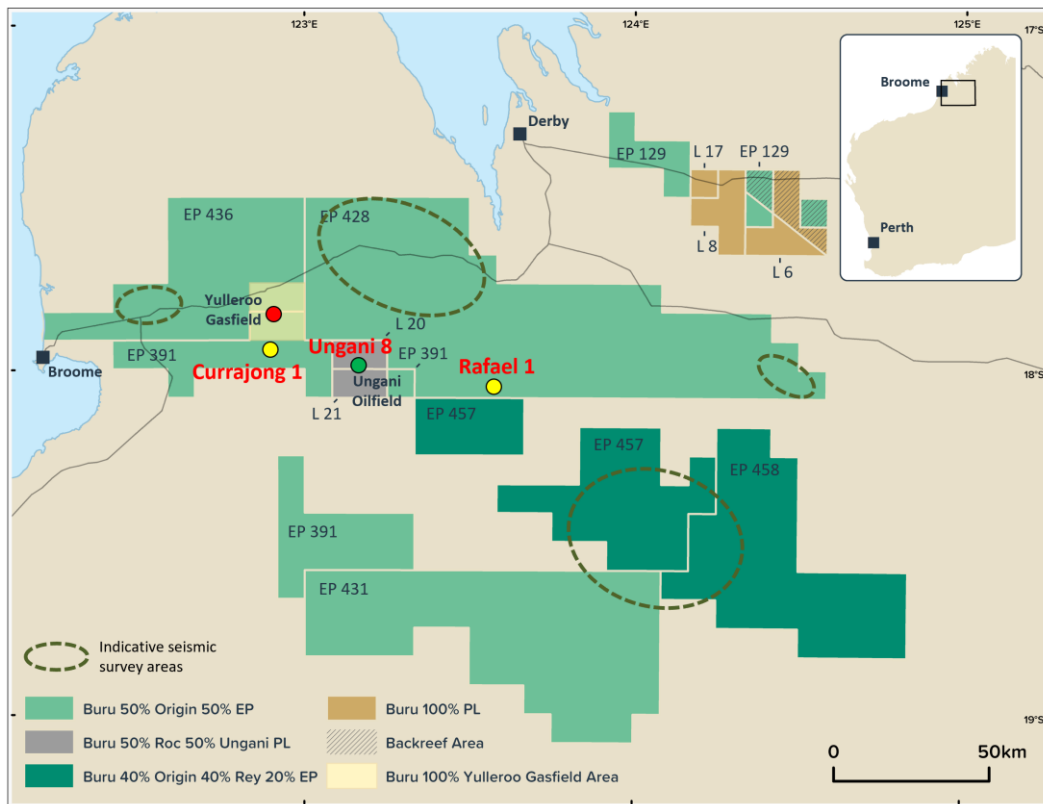 123°E
124°E
125°E
17°S
Broome
Perth
Derby
EP 129
L 17
EP 129
L 8
L 6
EP 436
EP 428
Yulleroo
Gasfield
L 20
EP 391
Currajong 1
Ungani 8
EP 391
Rafael 1
Ungani
Oilfield
L 21
Broome
18°S
EP 457
EP 457
EP 458
EP 391
EP 431
Indicative seismic
survey areas
Buru 50% Origin 50% EP
Buru 50% Roc 50% Ungani PL
Buru 40% Origin 40% Rey 20% EP
Buru 100% PL
Backreef Area
Buru 100% Yulleroo Gasfield Area
19°S
0 50km